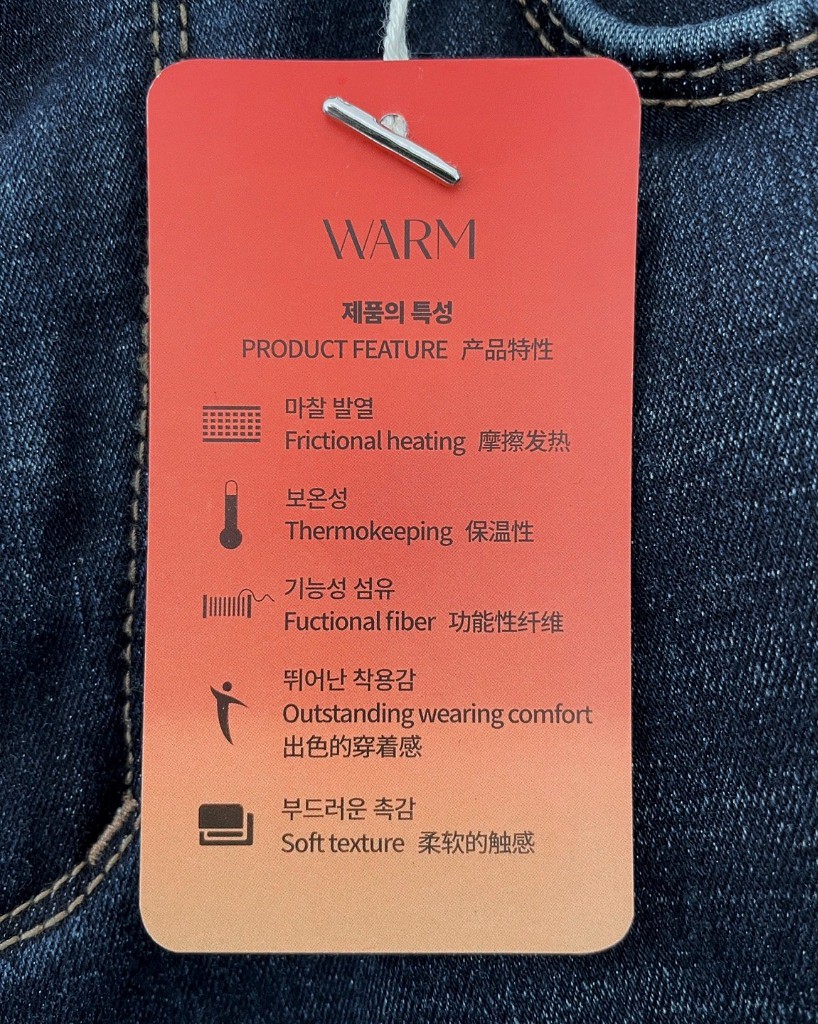 WARM
제품의 특성
PRODUCT FEATURE 产品特性
마찰 발열
Frictional heating 摩擦发热
보온성
Thermokeeping 保温性
기능성 섬유
Fuctional fiber 功能性纤维
뛰어난 착용감
Outstanding wearing comfort
出色的穿着感
부드러운 촉감
Soft texture 柔软的触感